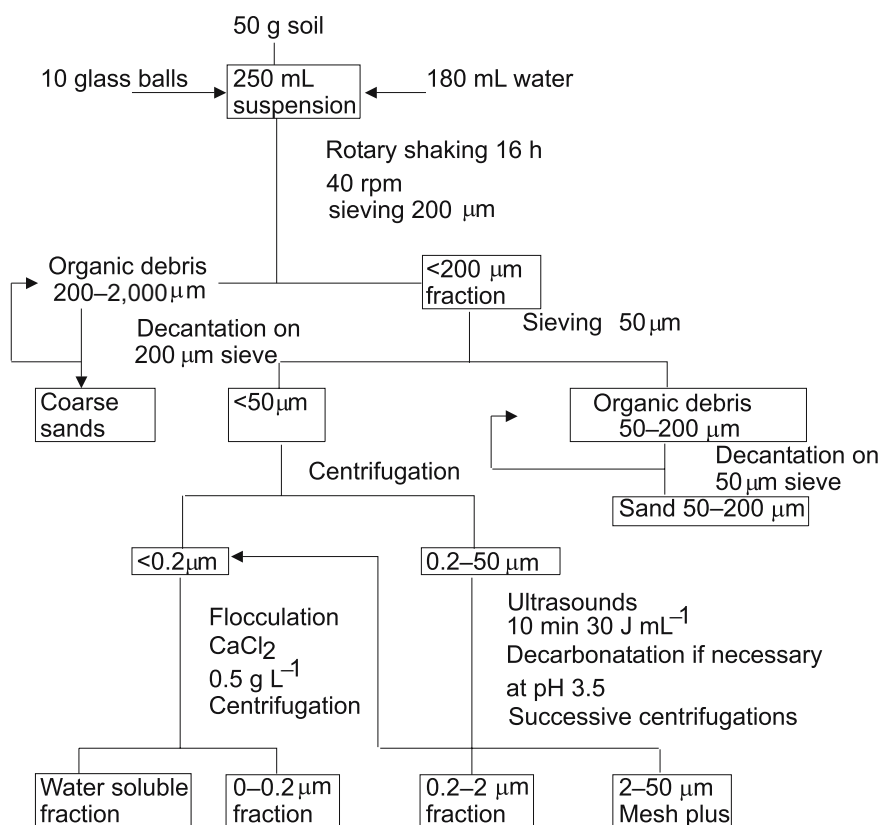 50 g soil
10 glass balls
250 mL
suspension
180 mL water
Rotary shaking 16 h
40 rpm
sieving 200 μm
Organic debris
200–2,000 μm
<200 μm
fraction
Sieving 50 μm
Decantation on
200 μm sieve
Coarse
sands
<50 μm
Organic debris
50–200 μm
Decantation on
50 μm sieve
Sand 50–200 μm
Centrifugation
<0.2 μm
0.2–50 μm
Flocculation
CaCl2
0.5 g L–1
Centrifugation
Ultrasounds
10 min 30 J mL–1
Decarbonatation if necessary
at pH 3.5
Successive centrifugations
Water soluble
fraction
0–0.2 μm
fraction
0.2–2 μm
fraction
2–50 μm
Mesh plus